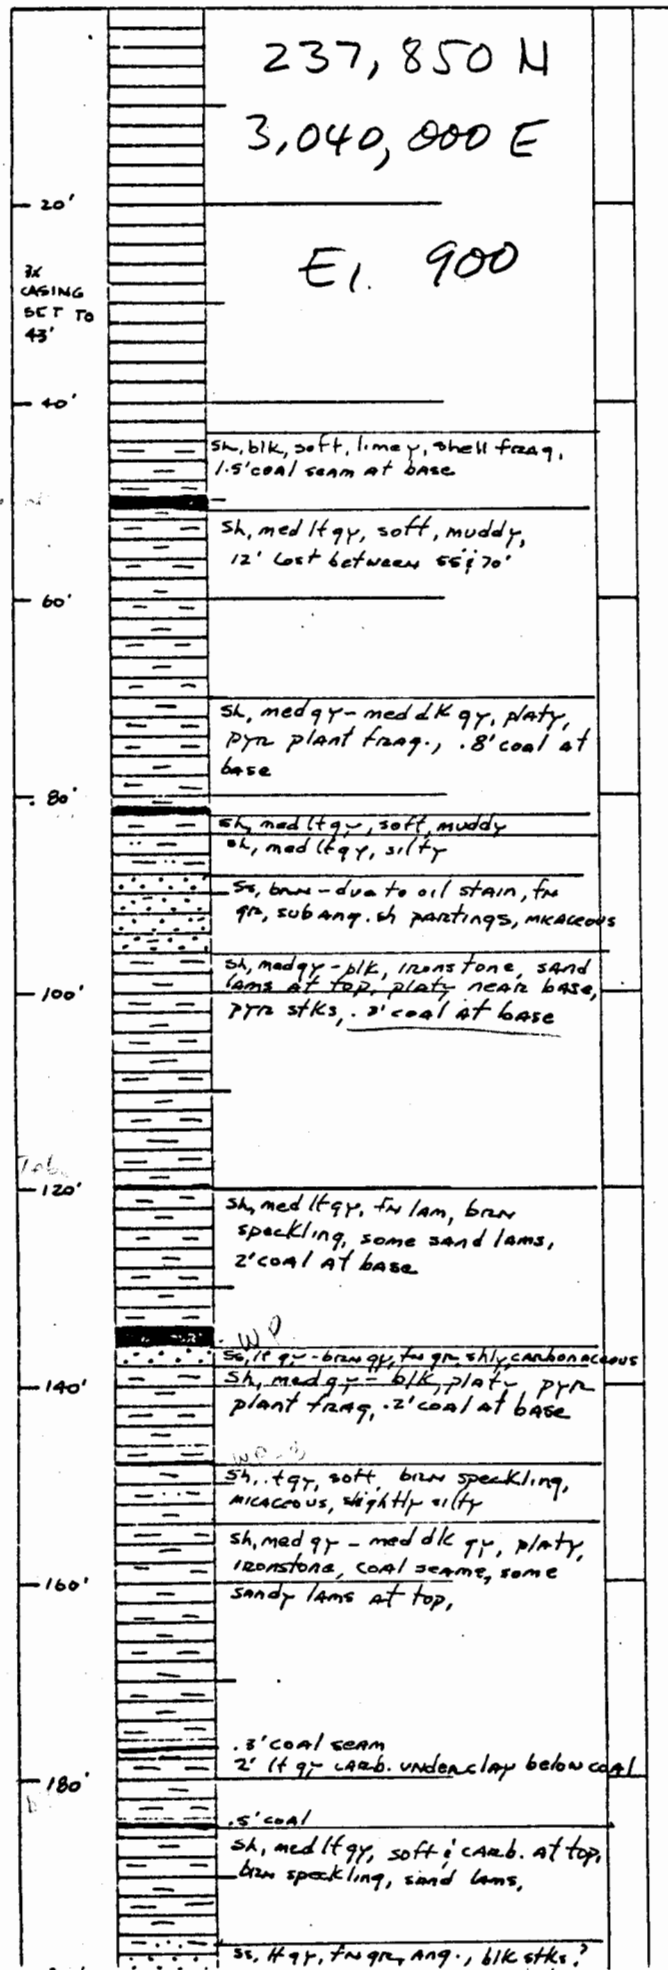 237,850 N
3,040,000 E
20'
El. 900
3x
CASING
SET TO
43'
40'
sh, blk, soft, limey, shell frag,
1.5' coal seam at base
sh, med lt gy, soft, muddy,
12' lost between 55' & 70'
60'
sh, med gy - med dk gy, platy,
pyr plant frag., .8' coal at
base
80'
sh, med lt gy, soft, muddy
sh, med lt gy, silty
ss, brn - due to oil stain, fn
gr, subang. sh partings, micaceous
sh, med gy - blk, ironstone, sand
lams at top, platy near base,
pyr stks, coal at base
100'
120'
sh, med lt gy, fn lam, brn
speckling, some sand lams,
2' coal at base
WP
ss, lt gy - brn gy, fn gr, shly, carbonaceous
140'
sh, med gy - blk, platy, pyr
plant frag, .2' coal at base
sh, soft, brn speckling,
micaceous, slightly silty
sh, med gy - med dk gy, platy,
ironstone, coal seams, some
160'
sandy lams at top,
.3' coal seam
2' lt gy carb. underclay below coal
180'
.5' coal
sh, med lt gy, soft & carb. at top,
brn speckling, sand lams,
ss, lt gy, fn gr, ang., blk stks.?